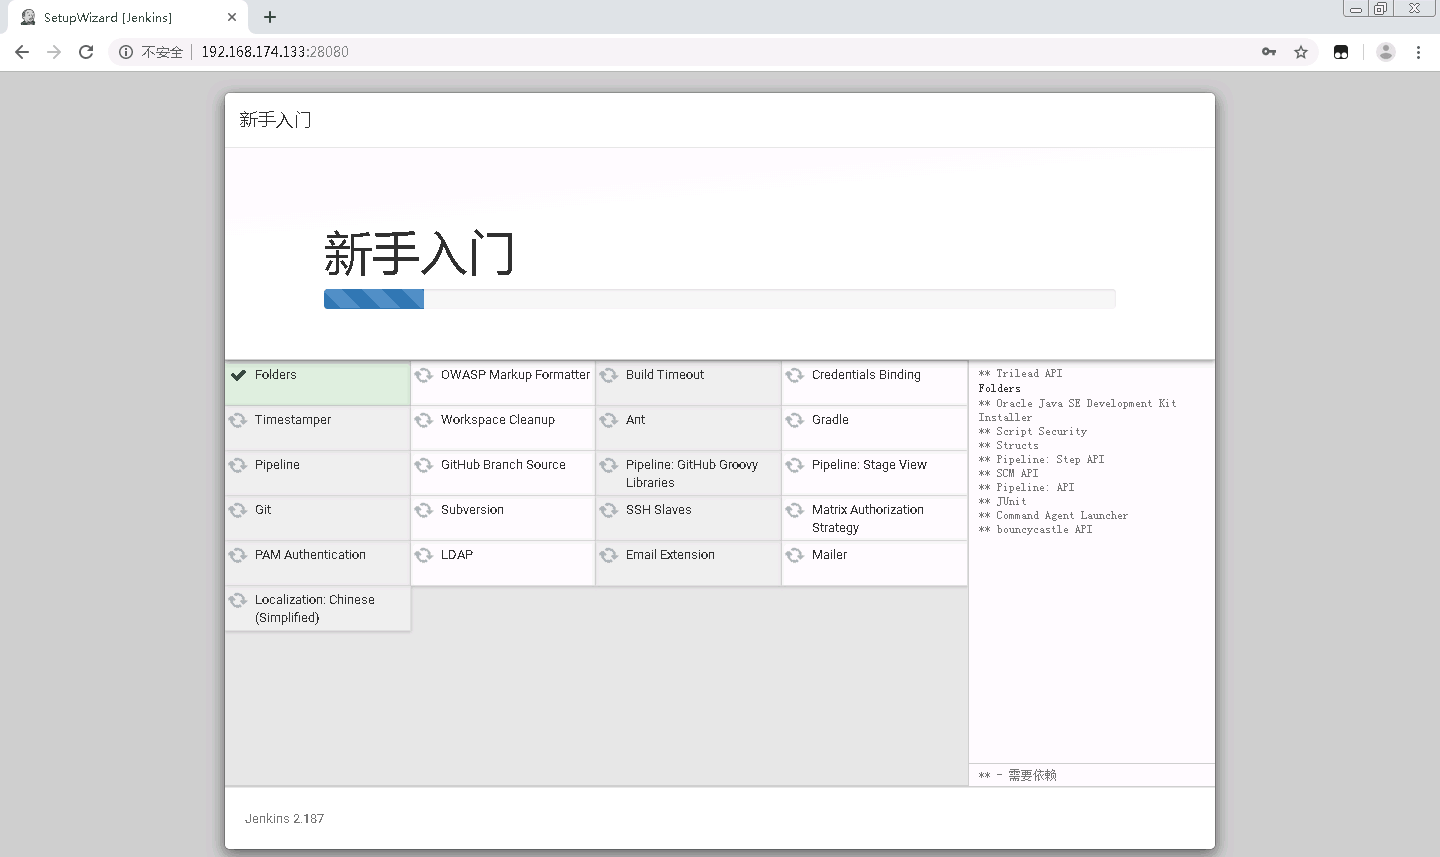 SetupWizard [Jenkins]
不安全
192.168.174.133:28080
新手入门
新手入门
Folders
OWASP Markup Formatter
Build Timeout
Credentials Binding
Timestamper
Workspace Cleanup
Ant
Gradle
Pipeline
GitHub Branch Source
Pipeline: GitHub Groovy
Libraries
Pipeline: Stage View
Git
Subversion
SSH Slaves
Matrix Authorization
Strategy
PAM Authentication
LDAP
Email Extension
Mailer
Localization: Chinese
(Simplified)
** Trilead API
Folders
** Oracle Java SE Development Kit
Installer
** Script Security
** Structs
** Pipeline: Step API
** SCM API
** Pipeline: API
** JUnit
** Command Agent Launcher
** bouncycastle API
** - 需要依赖
Jenkins 2.187